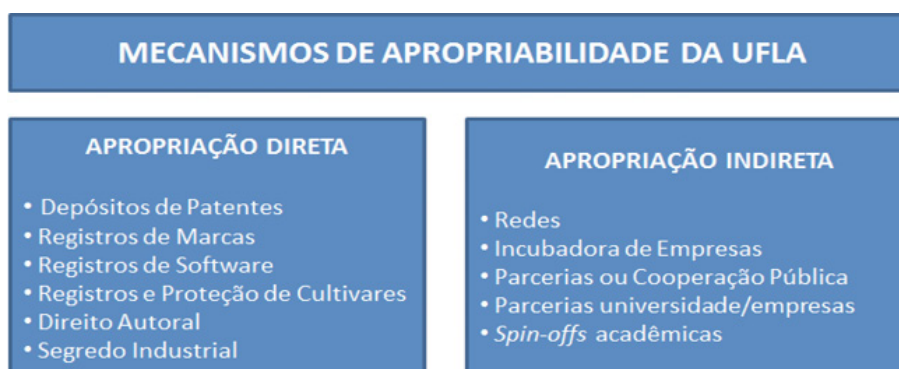 MECANISMOS DE APROPRIABILIDADE DA UFLA
APROPRIAÇÃO DIRETA
• Depósitos de Patentes
• Registros de Marcas
• Registros de Software
• Registros e Proteção de Cultivares
• Direito Autoral
• Segredo Industrial
APROPRIAÇÃO INDIRETA
• Redes
• Incubadora de Empresas
• Parcerias ou Cooperação Pública
• Parcerias universidade/empresas
• Spin-offs acadêmicas